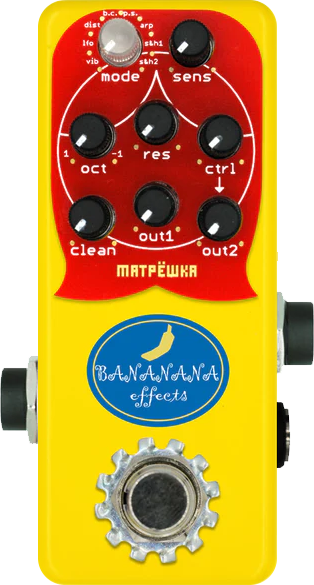 b.c. p.s.
dist arp
lfo s&h1
vib s&h2
mode sens
1 -1
oct res ctrl
clean out1 out2
МАТРЁШКА
BANANANA
effects